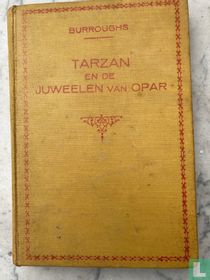 BURROUGHS
TARZAN
EN DE
JUWEELEN VAN OPAR